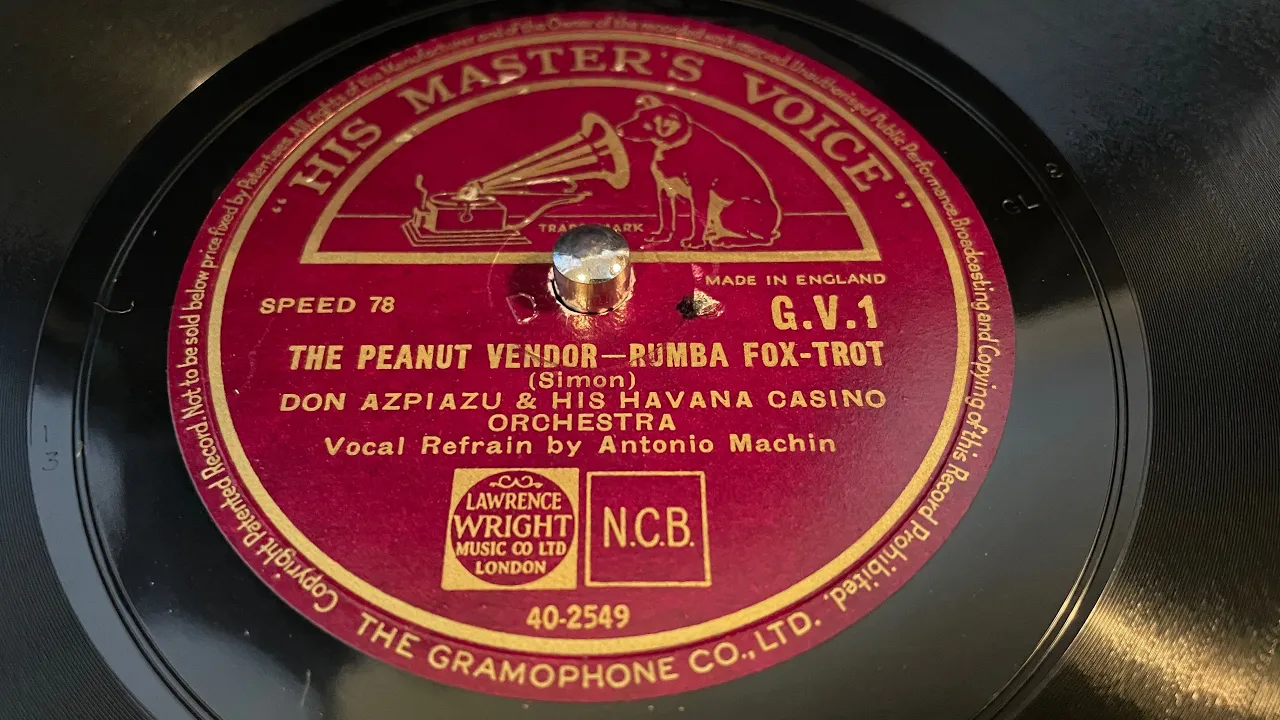 All rights of the Manufacturer and of the Owner of the recorded work reserved. Unauthorised Public Performance, Broadcasting and Copying of this Record Prohibited.
Copyright Patented Record, Not to be sold below price fixed by Patentees.
"HIS MASTER'S VOICE"
TRADE MARK
MADE IN ENGLAND
SPEED 78
G.V.1
THE PEANUT VENDOR—RUMBA FOX-TROT
(Simon)
DON AZPIAZU & HIS HAVANA CASINO
ORCHESTRA
Vocal Refrain by Antonio Machin
LAWRENCE
WRIGHT
MUSIC CO LTD
LONDON
N.C.B.
40-2549
THE GRAMOPHONE CO., LTD.